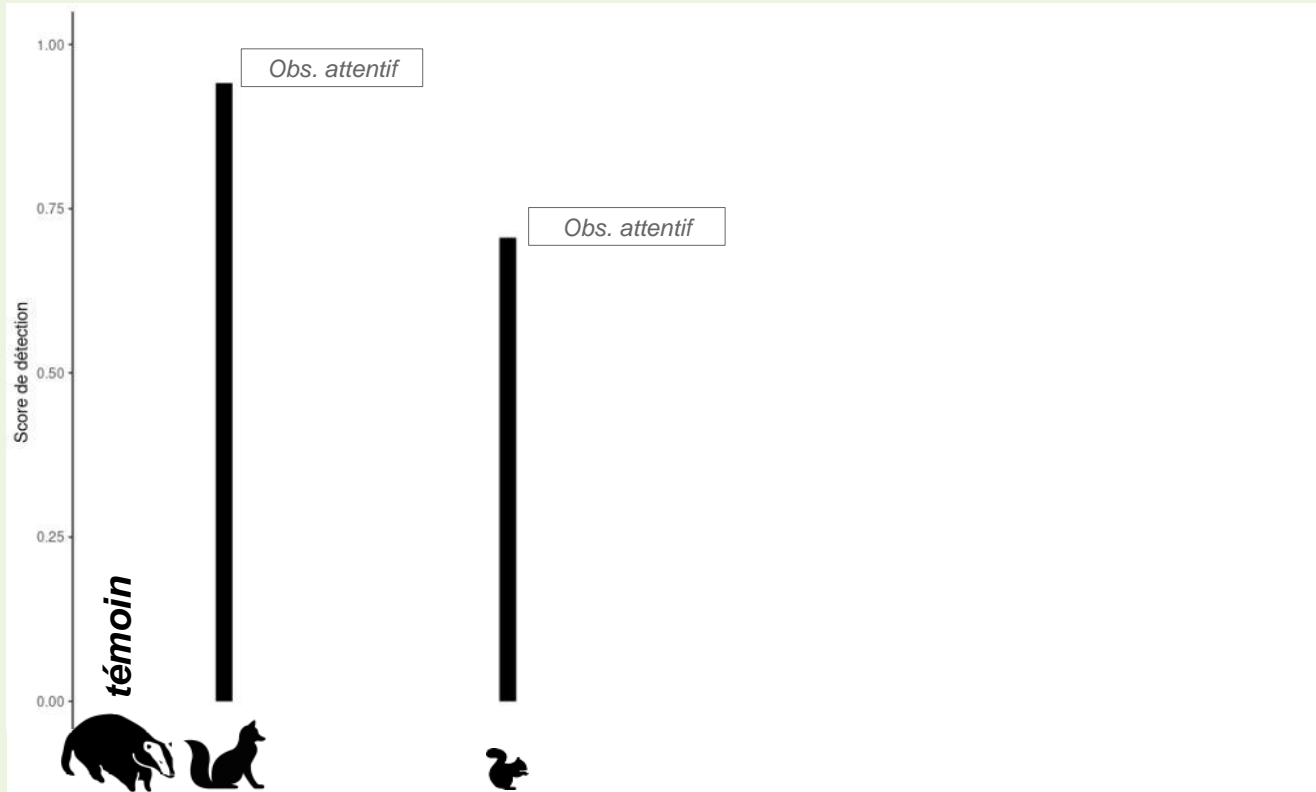 1.00
Obs. attentif
0.75
Obs. attentif
Score de détection
0.50
0.25
témoin
0.00